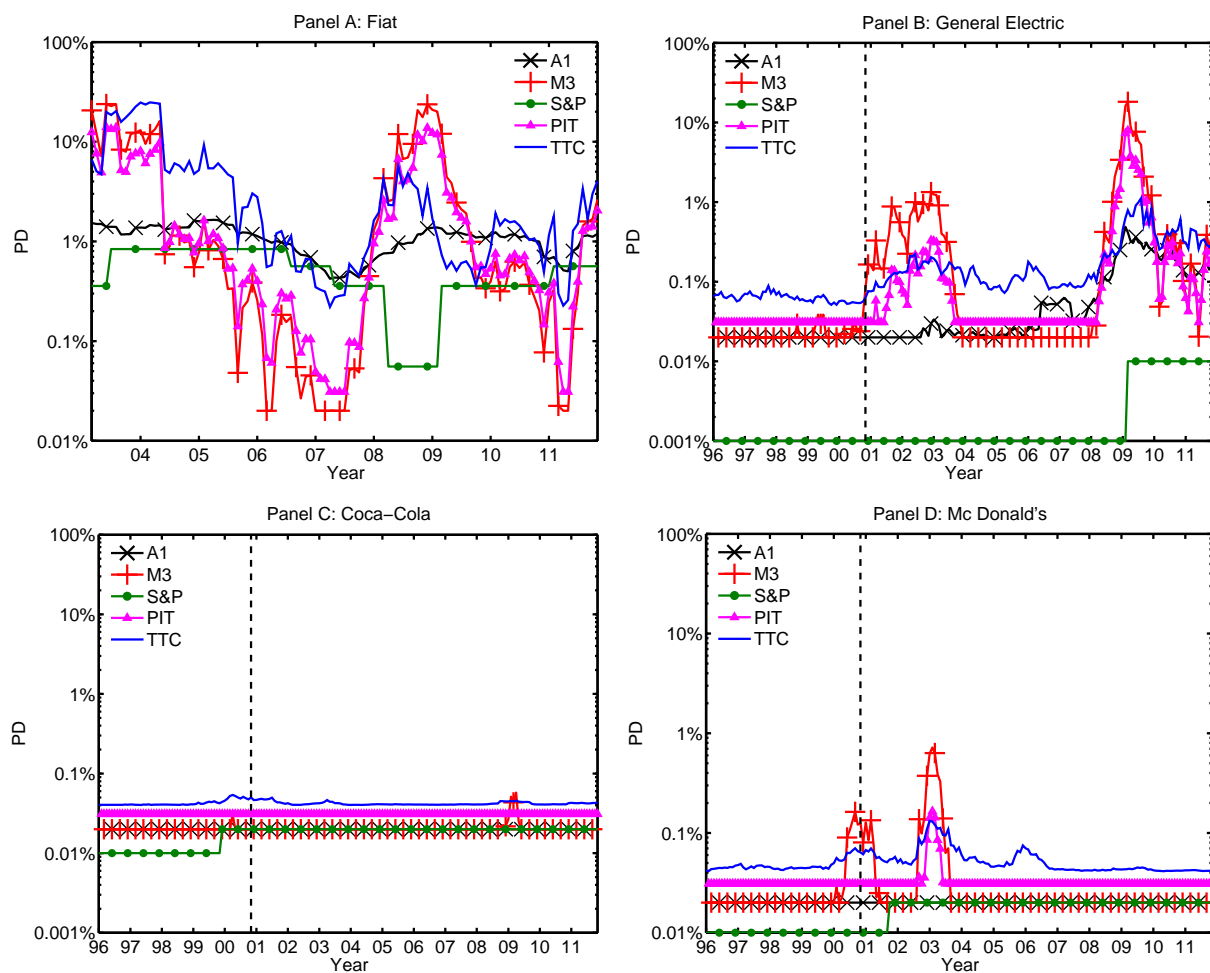 Panel A: Fiat
100%
10%
1%
0.1%
0.01%
PD
A1
M3
S&P
PIT
TTC
04 05 06 07 08 09 10 11
Year
Panel B: General Electric
100%
10%
1%
0.1%
0.01%
0.001%
PD
A1
M3
S&P
PIT
TTC
96 97 98 99 00 01 02 03 04 05 06 07 08 09 10 11
Year
Panel C: Coca−Cola
100%
10%
1%
0.1%
0.01%
0.001%
PD
A1
M3
S&P
PIT
TTC
96 97 98 99 00 01 02 03 04 05 06 07 08 09 10 11
Year
Panel D: Mc Donald's
100%
10%
1%
0.1%
0.01%
PD
A1
M3
S&P
PIT
TTC
96 97 98 99 00 01 02 03 04 05 06 07 08 09 10 11
Year